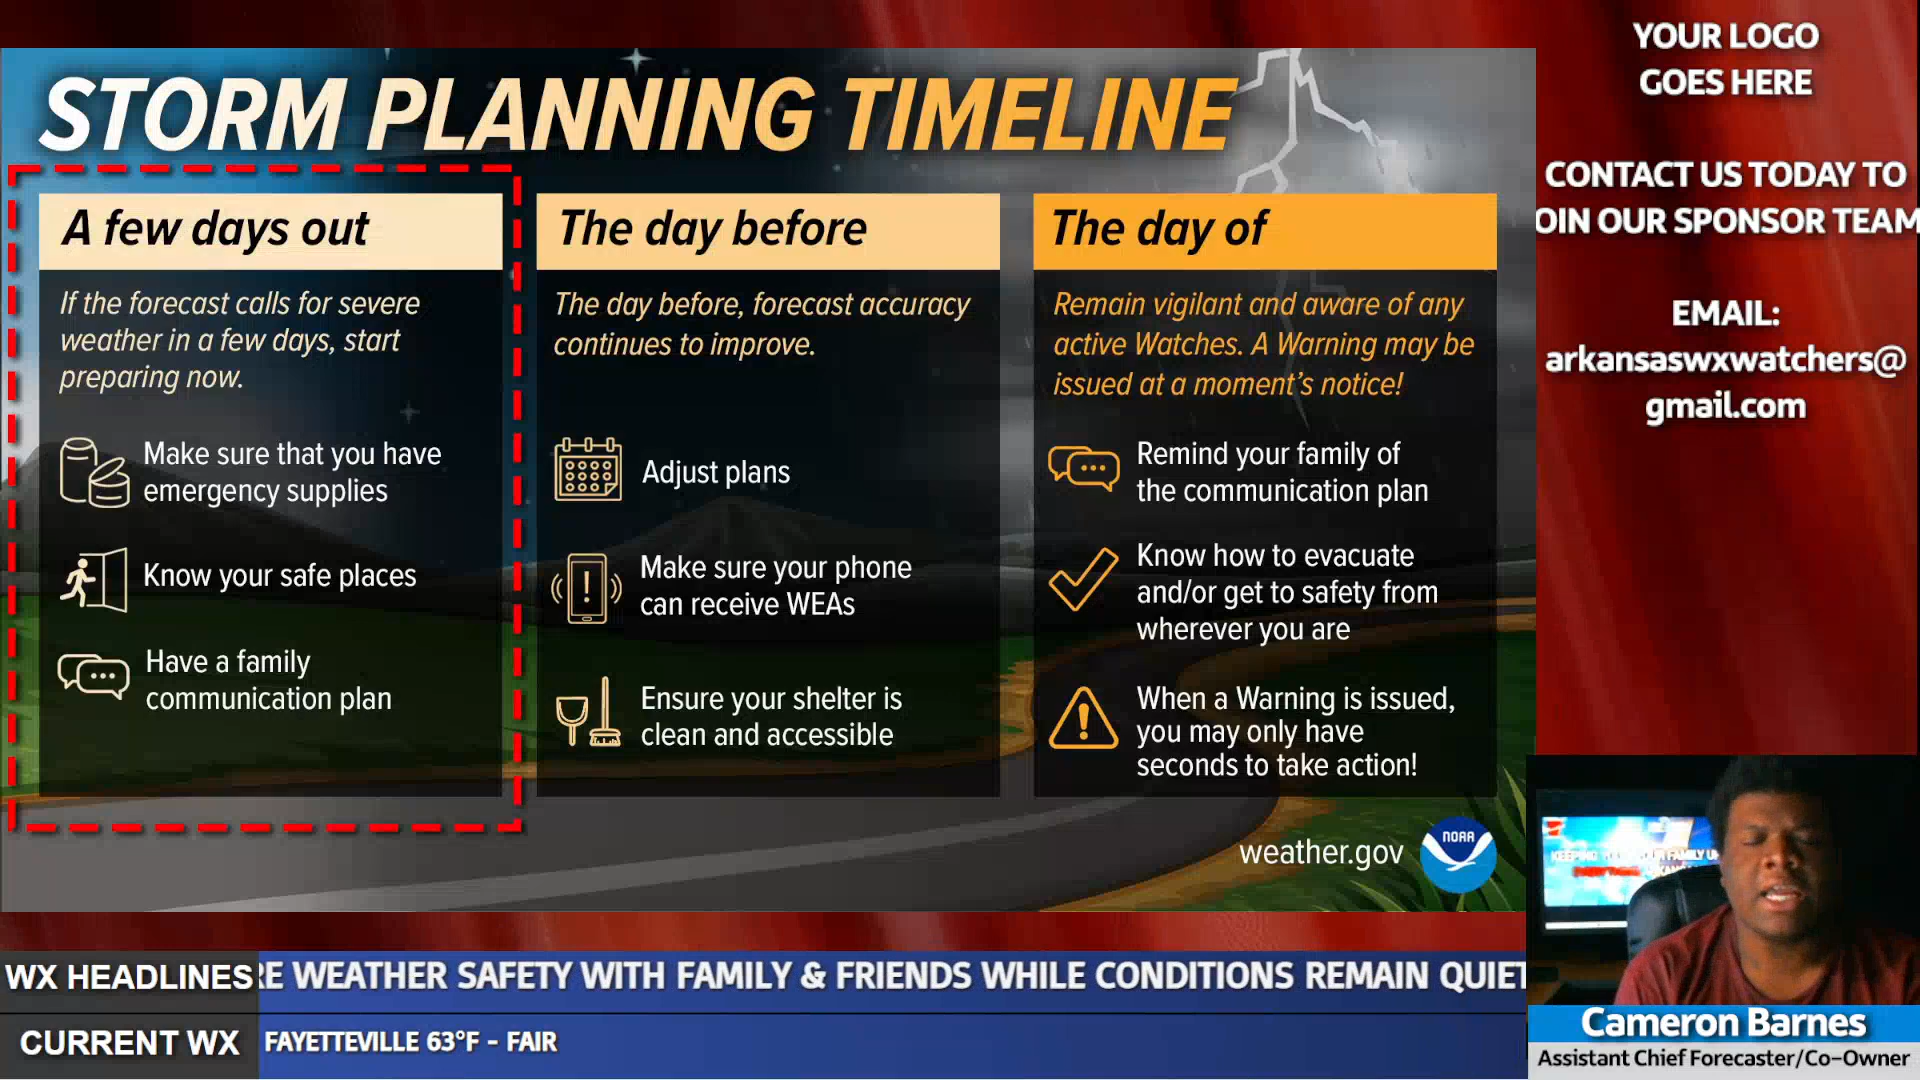 STORM PLANNING TIMELINE
A few days out
If the forecast calls for severe
weather in a few days, start
preparing now.
Make sure that you have
emergency supplies
Know your safe places
Have a family
communication plan
The day before
The day before, forecast accuracy
continues to improve.
Adjust plans
Make sure your phone
can receive WEAs
Ensure your shelter is
clean and accessible
The day of
Remain vigilant and aware of any
active Watches. A Warning may be
issued at a moment's notice!
Remind your family of
the communication plan
Know how to evacuate
and/or get to safety from
wherever you are
When a Warning is issued,
you may only have
seconds to take action!
weather.gov
NOAA
YOUR LOGO
GOES HERE
CONTACT US TODAY TO
OIN OUR SPONSOR TEAM
EMAIL:
arkansaswxwatchers@
gmail.com
Cameron Barnes
Assistant Chief Forecaster/Co-Owner
WX HEADLINES
RE WEATHER SAFETY WITH FAMILY & FRIENDS WHILE CONDITIONS REMAIN QUIET
CURRENT WX
FAYETTEVILLE 63°F - FAIR